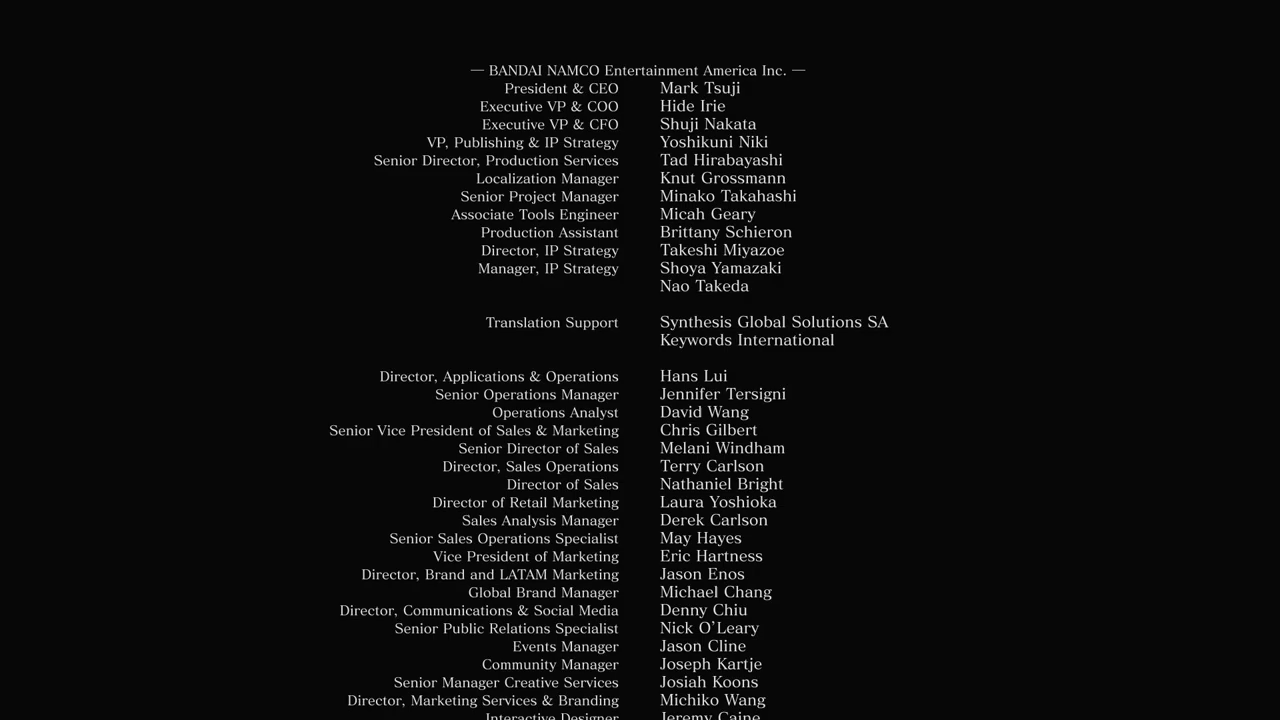 — BANDAI NAMCO Entertainment America Inc. —
President & CEO Mark Tsuji
Executive VP & COO Hide Irie
Executive VP & CFO Shuji Nakata
VP, Publishing & IP Strategy Yoshikuni Niki
Senior Director, Production Services Tad Hirabayashi
Localization Manager Knut Grossmann
Senior Project Manager Minako Takahashi
Associate Tools Engineer Micah Geary
Production Assistant Brittany Schieron
Director, IP Strategy Takeshi Miyazoe
Manager, IP Strategy Shoya Yamazaki
Nao Takeda
Translation Support Synthesis Global Solutions SA
Keywords International
Director, Applications & Operations Hans Lui
Senior Operations Manager Jennifer Tersigni
Operations Analyst David Wang
Senior Vice President of Sales & Marketing Chris Gilbert
Senior Director of Sales Melani Windham
Director, Sales Operations Terry Carlson
Director of Sales Nathaniel Bright
Director of Retail Marketing Laura Yoshioka
Sales Analysis Manager Derek Carlson
Senior Sales Operations Specialist May Hayes
Vice President of Marketing Eric Hartness
Director, Brand and LATAM Marketing Jason Enos
Global Brand Manager Michael Chang
Director, Communications & Social Media Denny Chiu
Senior Public Relations Specialist Nick O’Leary
Events Manager Jason Cline
Community Manager Joseph Kartje
Senior Manager Creative Services Josiah Koons
Director, Marketing Services & Branding Michiko Wang
Interactive Designer Jeremy Caine